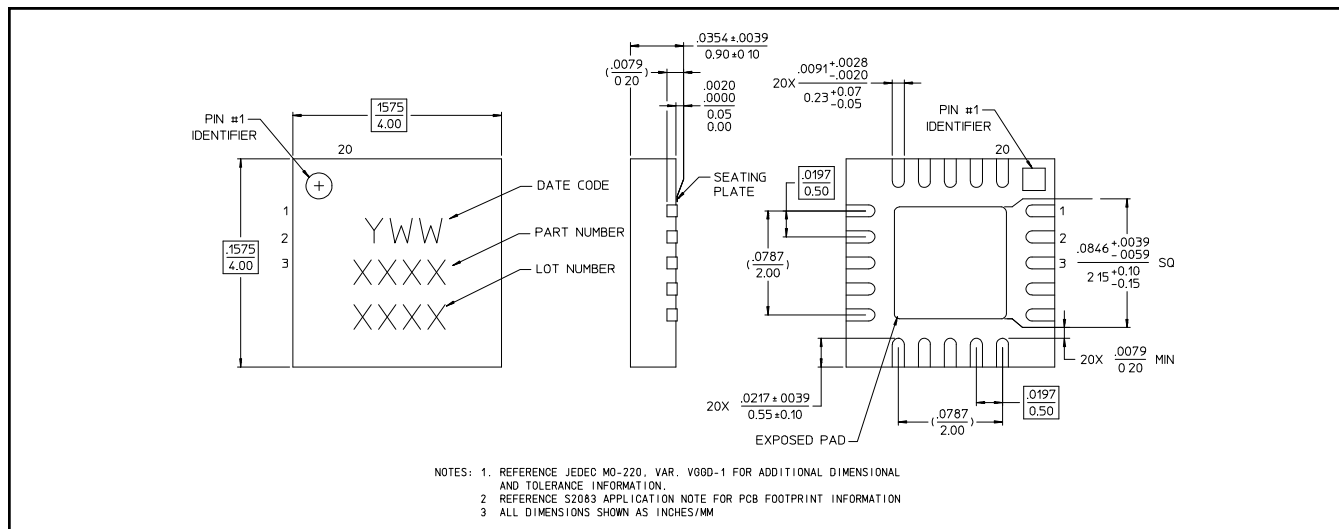 PIN #1
IDENTIFIER
.1575
4.00
20
1
2
3
.1575
4.00
YWW
XXXX
XXXX
DATE CODE
PART NUMBER
LOT NUMBER
.0354±.0039
0.90±0 10
(.0079)
0 20
.0020
.0000
0.05
0.00
SEATING
PLATE
20X .0091 +.0028
-.0020
0.23 +0.07
-0.05
PIN #1
IDENTIFIER
20
1
2
3
.0197
0.50
(.0787)
2.00
.0846 +.0039
-.0059 SQ
2 15 +0.10
-0.15
20X .0079 MIN
0 20
20X .0217±0039
0.55±0.10
(.0787)
2.00
.0197
0.50
EXPOSED PAD
NOTES: 1. REFERENCE JEDEC MO-220, VAR. VGGD-1 FOR ADDITIONAL DIMENSIONAL
AND TOLERANCE INFORMATION.
2 REFERENCE S2083 APPLICATION NOTE FOR PCB FOOTPRINT INFORMATION
3 ALL DIMENSIONS SHOWN AS INCHES/MM